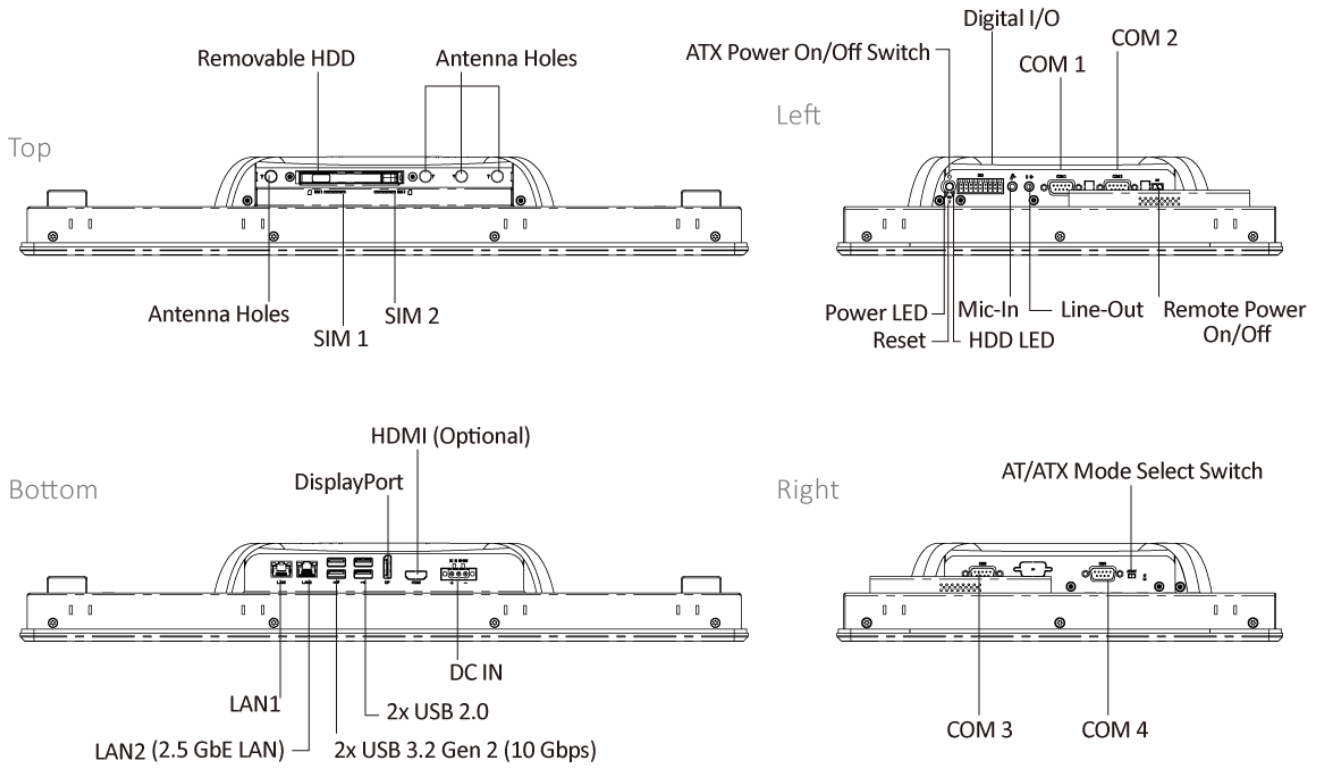 Top
Removable HDD
Antenna Holes
Antenna Holes
SIM 1
SIM 2
Left
ATX Power On/Off Switch
Digital I/O
COM 1
COM 2
Power LED
Reset
HDD LED
Mic-In
Line-Out
Remote Power
On/Off
Bottom
HDMI (Optional)
DisplayPort
LAN1
LAN2 (2.5 GbE LAN)
2x USB 3.2 Gen 2 (10 Gbps)
2x USB 2.0
DC IN
Right
AT/ATX Mode Select Switch
COM 3
COM 4